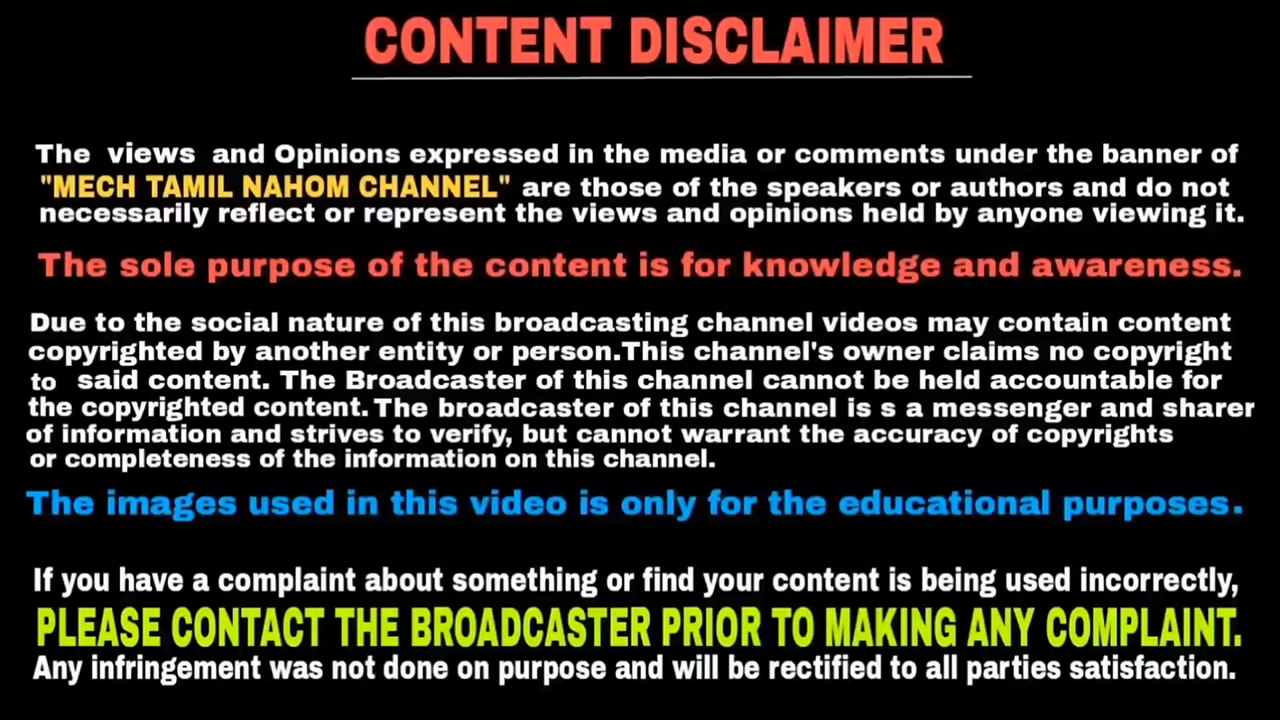 CONTENT DISCLAIMER
The views and Opinions expressed in the media or comments under the banner of
"MECH TAMIL NAHOM CHANNEL" are those of the speakers or authors and do not
necessarily reflect or represent the views and opinions held by anyone viewing it.
The sole purpose of the content is for knowledge and awareness.
Due to the social nature of this broadcasting channel videos may contain content
copyrighted by another entity or person.This channel's owner claims no copyright
to said content. The Broadcaster of this channel cannot be held accountable for
the copyrighted content. The broadcaster of this channel is s a messenger and sharer
of information and strives to verify, but cannot warrant the accuracy of copyrights
or completeness of the information on this channel.
The images used in this video is only for the educational purposes.
If you have a complaint about something or find your content is being used incorrectly,
PLEASE CONTACT THE BROADCASTER PRIOR TO MAKING ANY COMPLAINT.
Any infringement was not done on purpose and will be rectified to all parties satisfaction.